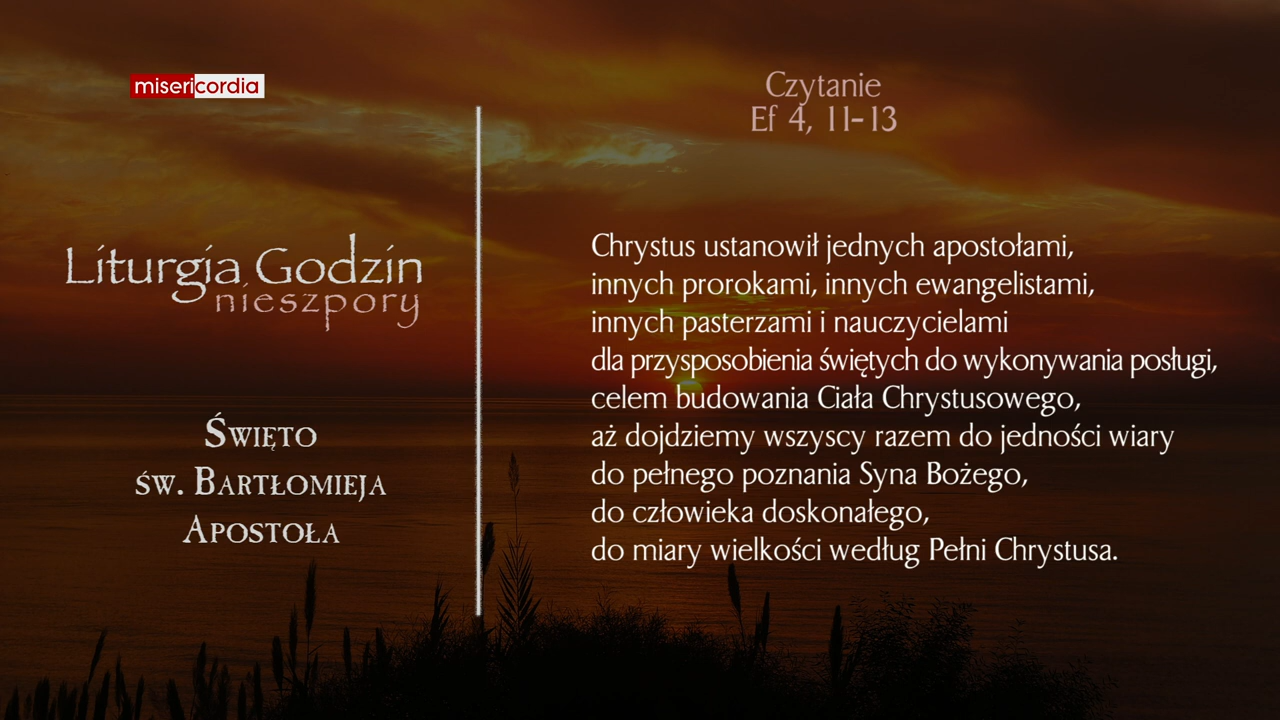 misericordia
Liturgia Godzin
nieszpory
Święto
św. Bartłomieja
Apostoła
Czytanie
Ef 4, 11-13
Chrystus ustanowił jednych apostołami,
innych prorokami, innych ewangelistami,
innych pasterzami i nauczycielami
dla przysposobienia świętych do wykonywania posługi,
celem budowania Ciała Chrystusowego,
aż dojdziemy wszyscy razem do jedności wiary
do pełnego poznania Syna Bożego,
do człowieka doskonałego,
do miary wielkości według Pełni Chrystusa.